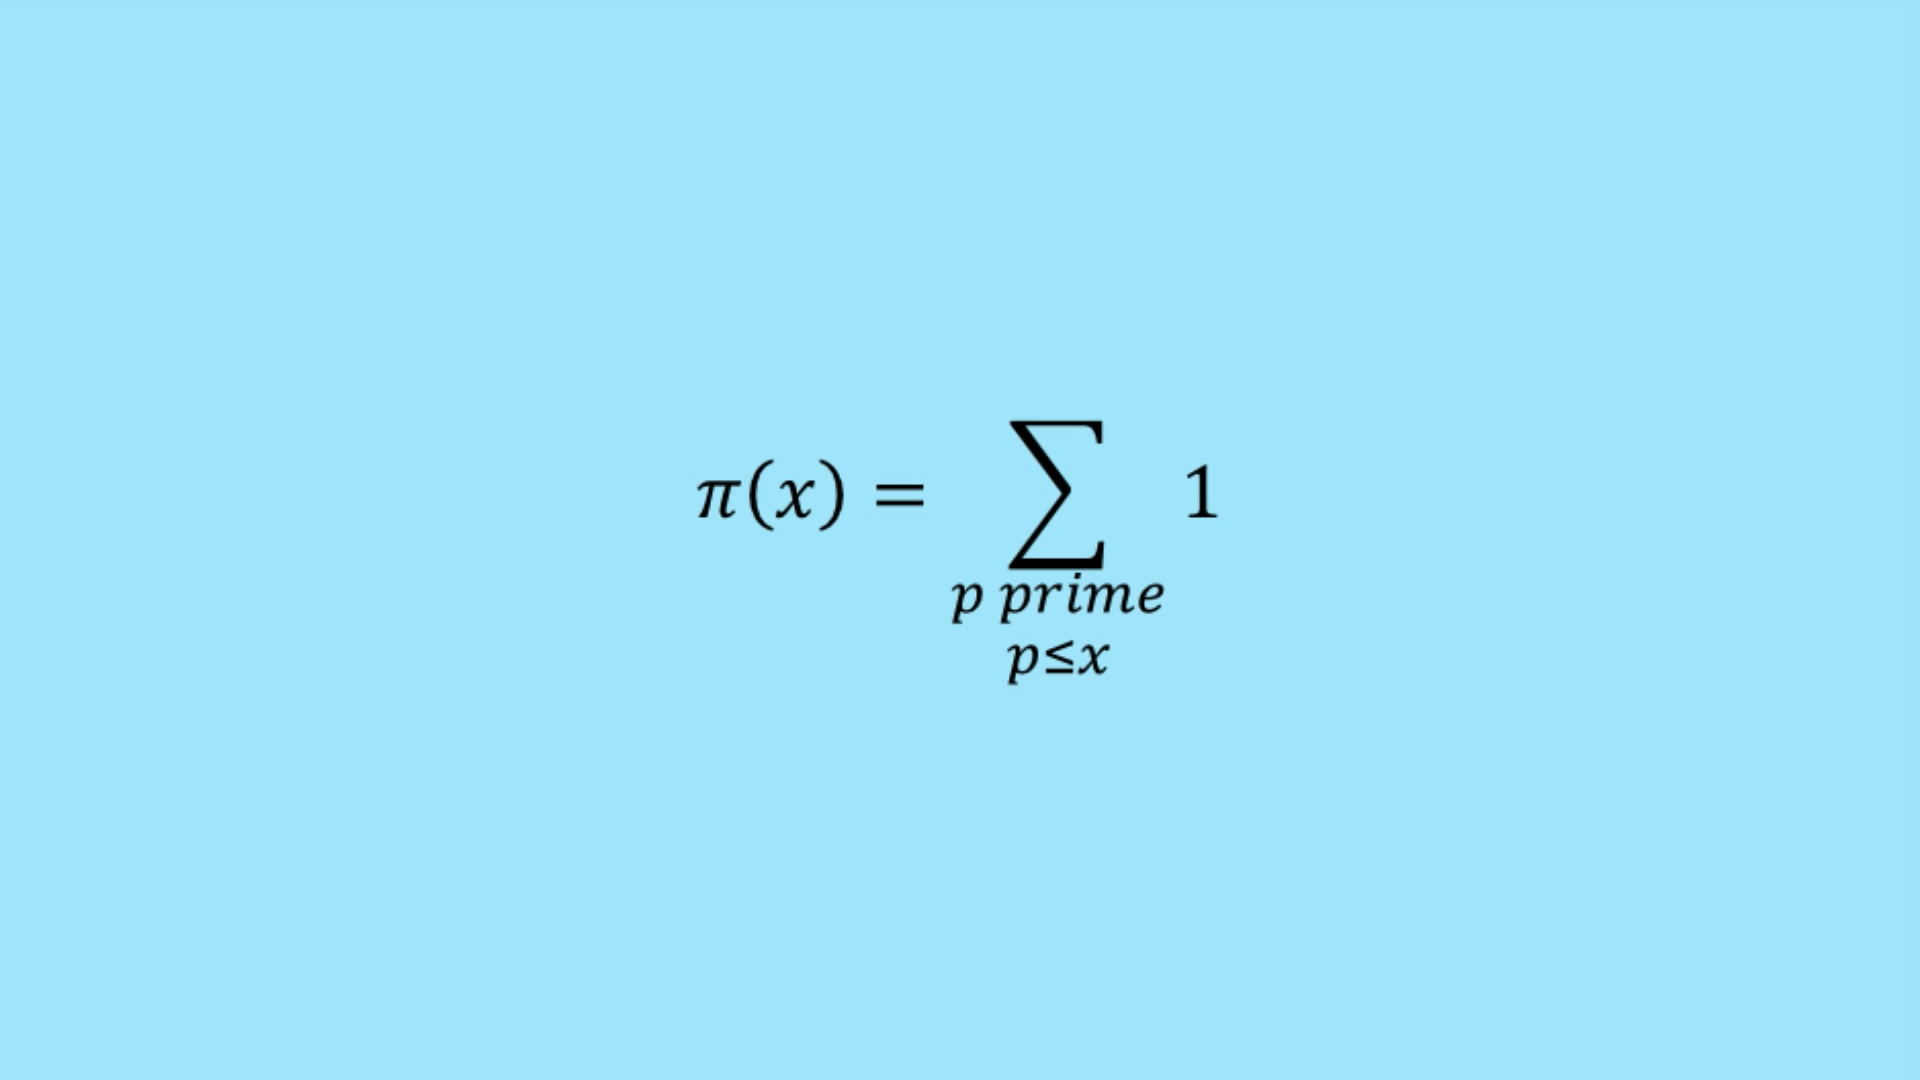 π(x) = ∑ 1
p prime
p≤x